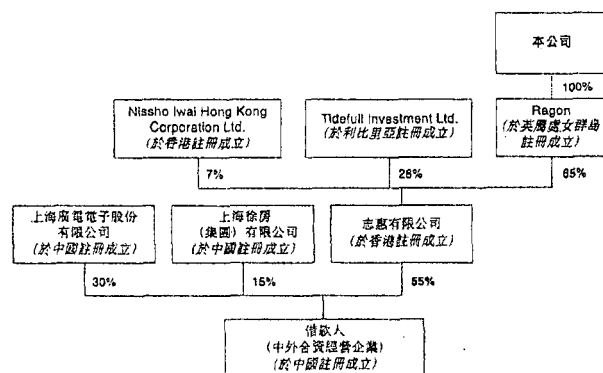 本公司
100%
Nissho Iwai Hong Kong
Corporation Ltd.
(於香港註冊成立)
Tidefull Investment Ltd.
(於利比里亞註冊成立)
Ragon
(於英屬處女群島
註冊成立)
7%
28%
65%
上海廣電電子股份
有限公司
(於中國註冊成立)
上海徐房
(集團) 有限公司
(於中國註冊成立)
志惠有限公司
(於香港註冊成立)
30%
15%
55%
借款人
(中外合資經營企業)
(於中國註冊成立)